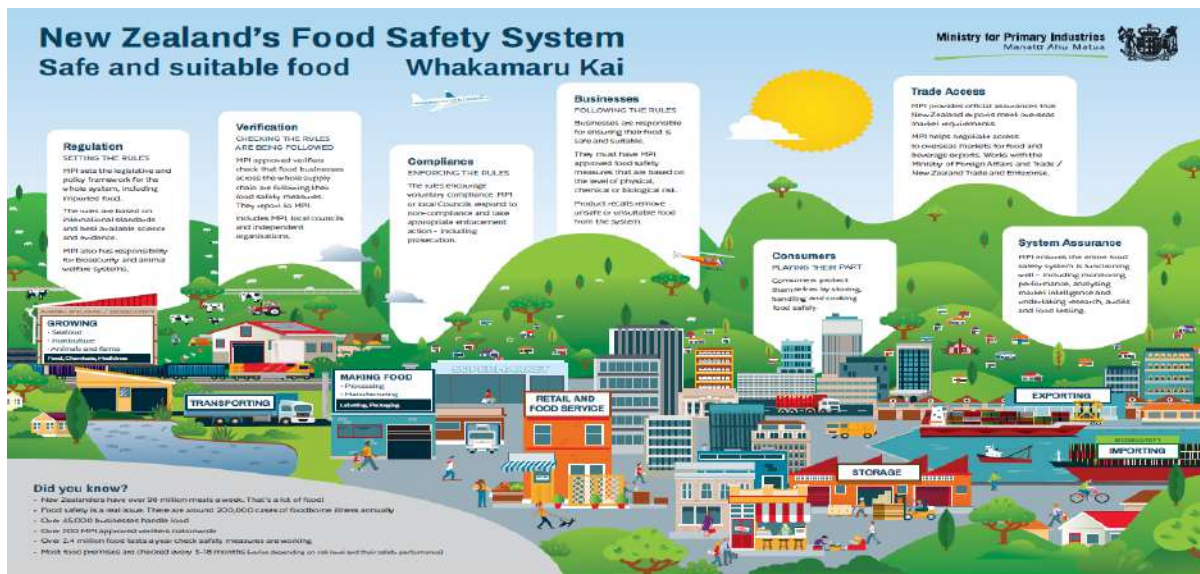 New Zealand's Food Safety System
Safe and suitable food Whakamaru Kai
Ministry for Primary Industries
Manatū Ahu Matua
Regulation
SETTING THE RULES
MPI sets the legislative and
policy framework for the
whole system, including
imported food.
The rules are based on
international standards
and best available science
and evidence.
MPI also has responsibility
for biosecurity and animal
welfare systems.
Verification
CHECKING THE RULES
ARE BEING FOLLOWED
MPI approved verifiers
check that food businesses
across the whole supply
chain are following their
food safety measures.
They report to MPI.
Includes MPI, local councils
and independent
organisations.
Compliance
ENFORCING THE RULES
The rules encourage
voluntary compliance. MPI
or local Councils respond to
non-compliance and take
appropriate enforcement
action - including
prosecution.
Businesses
FOLLOWING THE RULES
Businesses are responsible
for ensuring their food is
safe and suitable.
They must have MPI
approved food safety
measures that are based on
the level of physical,
chemical or biological risk.
Product recalls remove
unsafe or unsuitable food
from the system.
Consumers
PLAYING THEIR PART
Consumers protect
themselves by storing,
handling and cooking
food safely
Trade Access
MPI provides official assurances that
New Zealand exports meet overseas
market requirements.
MPI helps negotiate access
to overseas markets for food and
beverage exports. Works with the
Ministry of Foreign Affairs and Trade /
New Zealand Trade and Enterprise.
System Assurance
MPI ensures the entire food
safety system is functioning
well - including monitoring
performance, analysing
market intelligence and
undertaking research, audits
and food testing.
ANIMAL WELFARE / BIOSECURITY
GROWING
- Seafood
- Horticulture
- Animals and farms
Feed, Chemicals, Medicines
TRANSPORTING
MAKING FOOD
- Processing
- Manufacturing
Labelling, Packaging
SUPERMARKET
RETAIL AND
FOOD SERVICE
STORAGE
EXPORTING
BIOSECURITY
IMPORTING
Did you know?
- New Zealanders have over 96 million meals a week. That's a lot of food!
- Food safety is a real issue. There are around 200,000 cases of foodborne illness annually
- Over 45,000 businesses handle food
- Over 200 MPI approved verifiers nationwide
- Over 2.4 million food tests a year check safety measures are working
- Most food premises are checked every 3-18 months (varies depending on risk level and their safety performance)